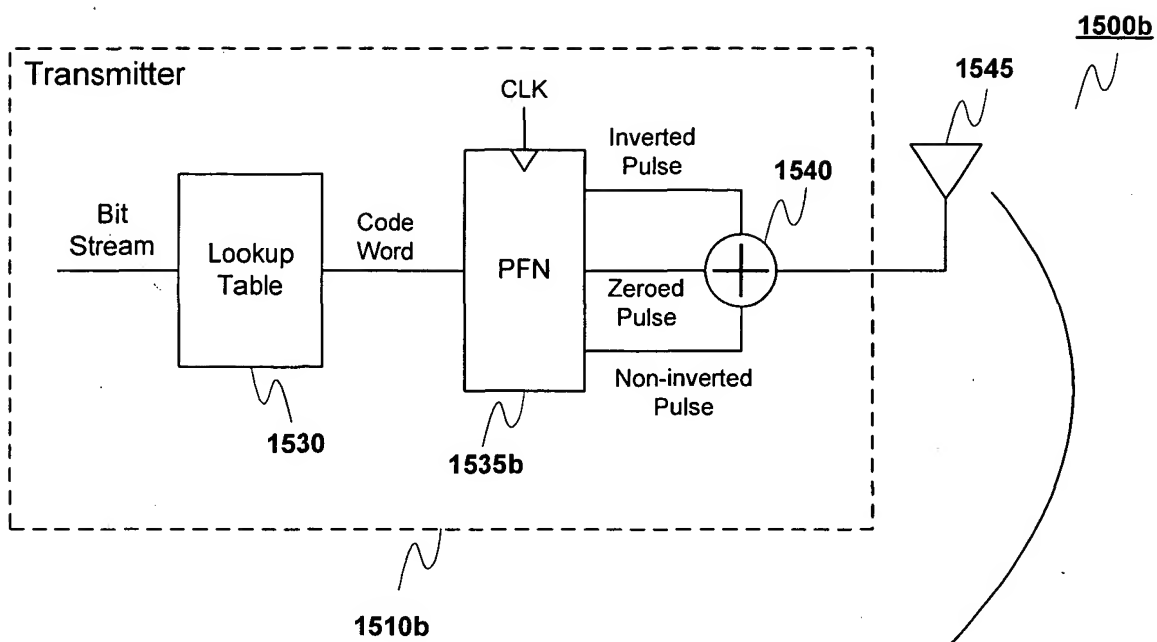 1500b
Transmitter
1545
CLK
Inverted
Pulse
1540
Bit
Stream
Lookup
Table
Code
Word
PFN
Zeroed
Pulse
Non-inverted
Pulse
1530
1535b
1510b